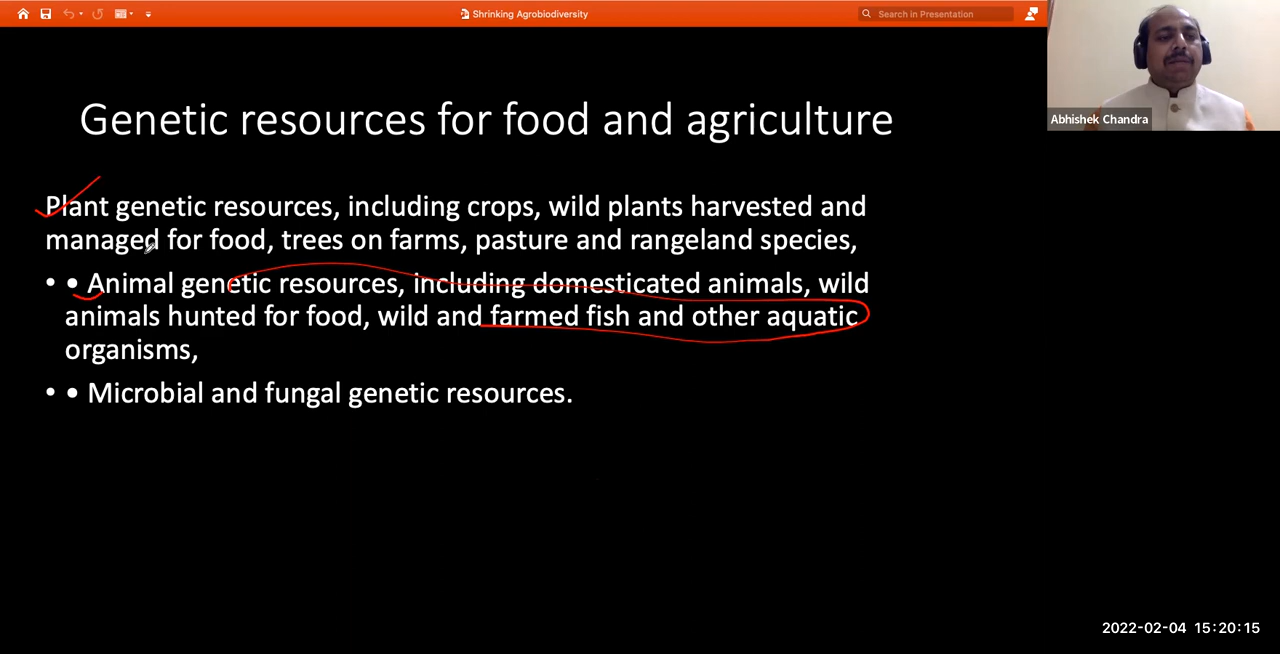 Shrinking Agrobiodiversity
Search in Presentation
Abhishek Chandra
Genetic resources for food and agriculture
Plant genetic resources, including crops, wild plants harvested and
managed for food, trees on farms, pasture and rangeland species,
• • Animal genetic resources, including domesticated animals, wild
animals hunted for food, wild and farmed fish and other aquatic
organisms,
• • Microbial and fungal genetic resources.
2022-02-04 15:20:15